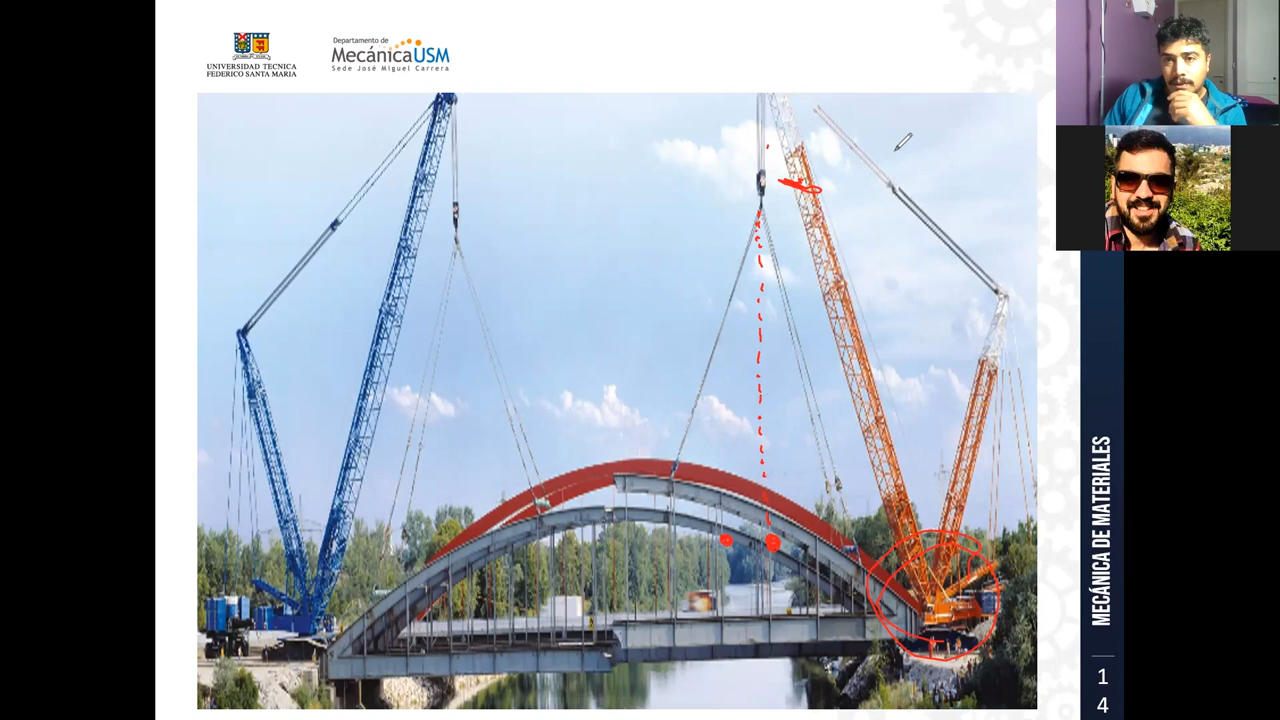 UNIVERSIDAD TECNICA
FEDERICO SANTA MARIA
Departamento de
MecánicaUSM
Sede José Miguel Carrera
MECÁNICA DE MATERIALES
1
4